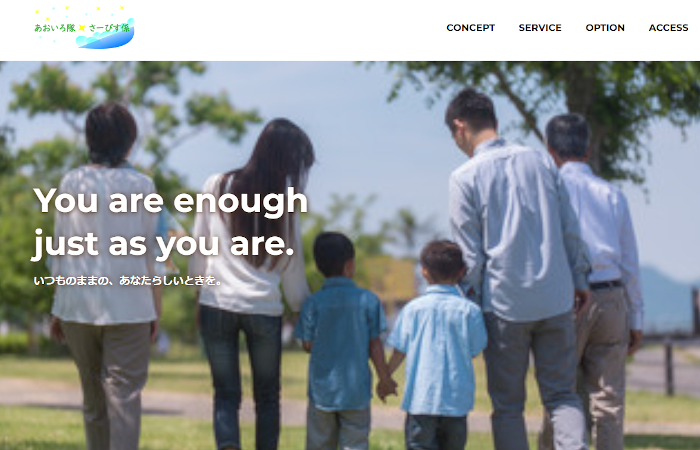 あおいろ隊 さーびす係
CONCEPT SERVICE OPTION ACCESS
You are enough
just as you are.
いつものままの、あなたらしいときを。